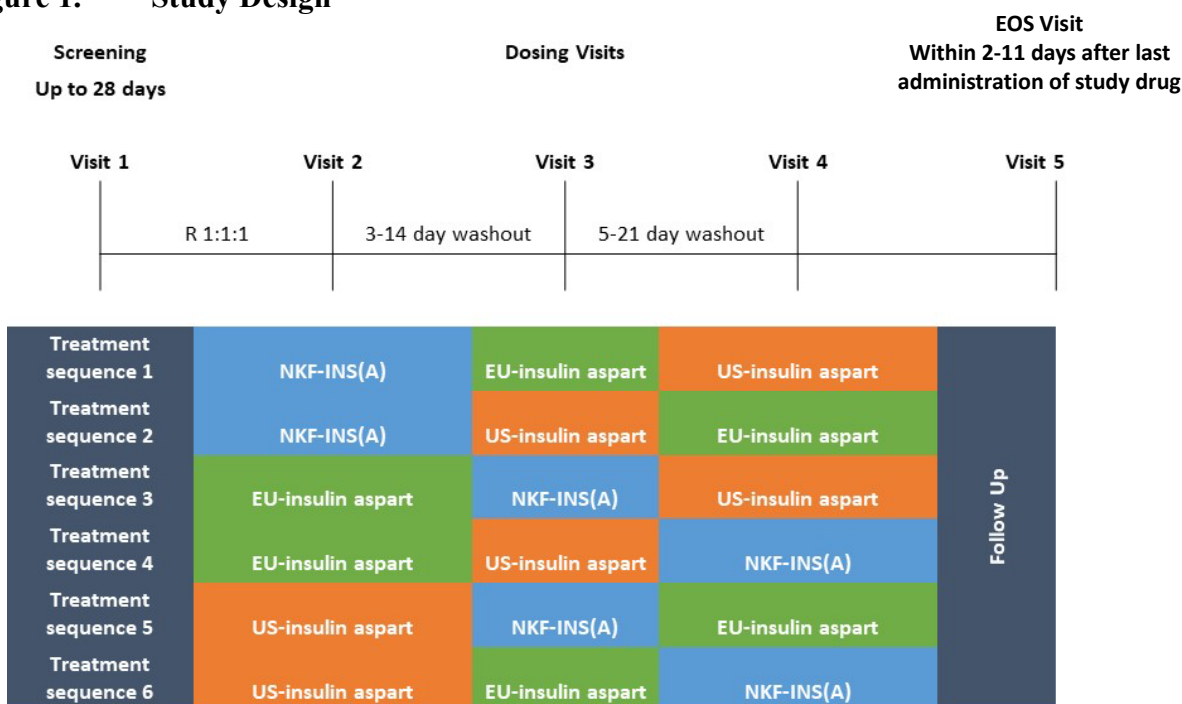 Figure 1. Study Design
EOS Visit
Screening Dosing Visits Within 2-11 days after last
Up to 28 days administration of study drug
Visit 1 Visit 2 Visit 3 Visit 4 Visit 5
R 1:1:1 3-14 day washout 5-21 day washout
Treatment
sequence 1 NKF-INS(A) EU-insulin aspart US-insulin aspart
Treatment
sequence 2 NKF-INS(A) US-insulin aspart EU-insulin aspart
Treatment
sequence 3 EU-insulin aspart NKF-INS(A) US-insulin aspart
Treatment
sequence 4 EU-insulin aspart US-insulin aspart NKF-INS(A)
Treatment
sequence 5 US-insulin aspart NKF-INS(A) EU-insulin aspart
Treatment
sequence 6 US-insulin aspart EU-insulin aspart NKF-INS(A)
Follow Up